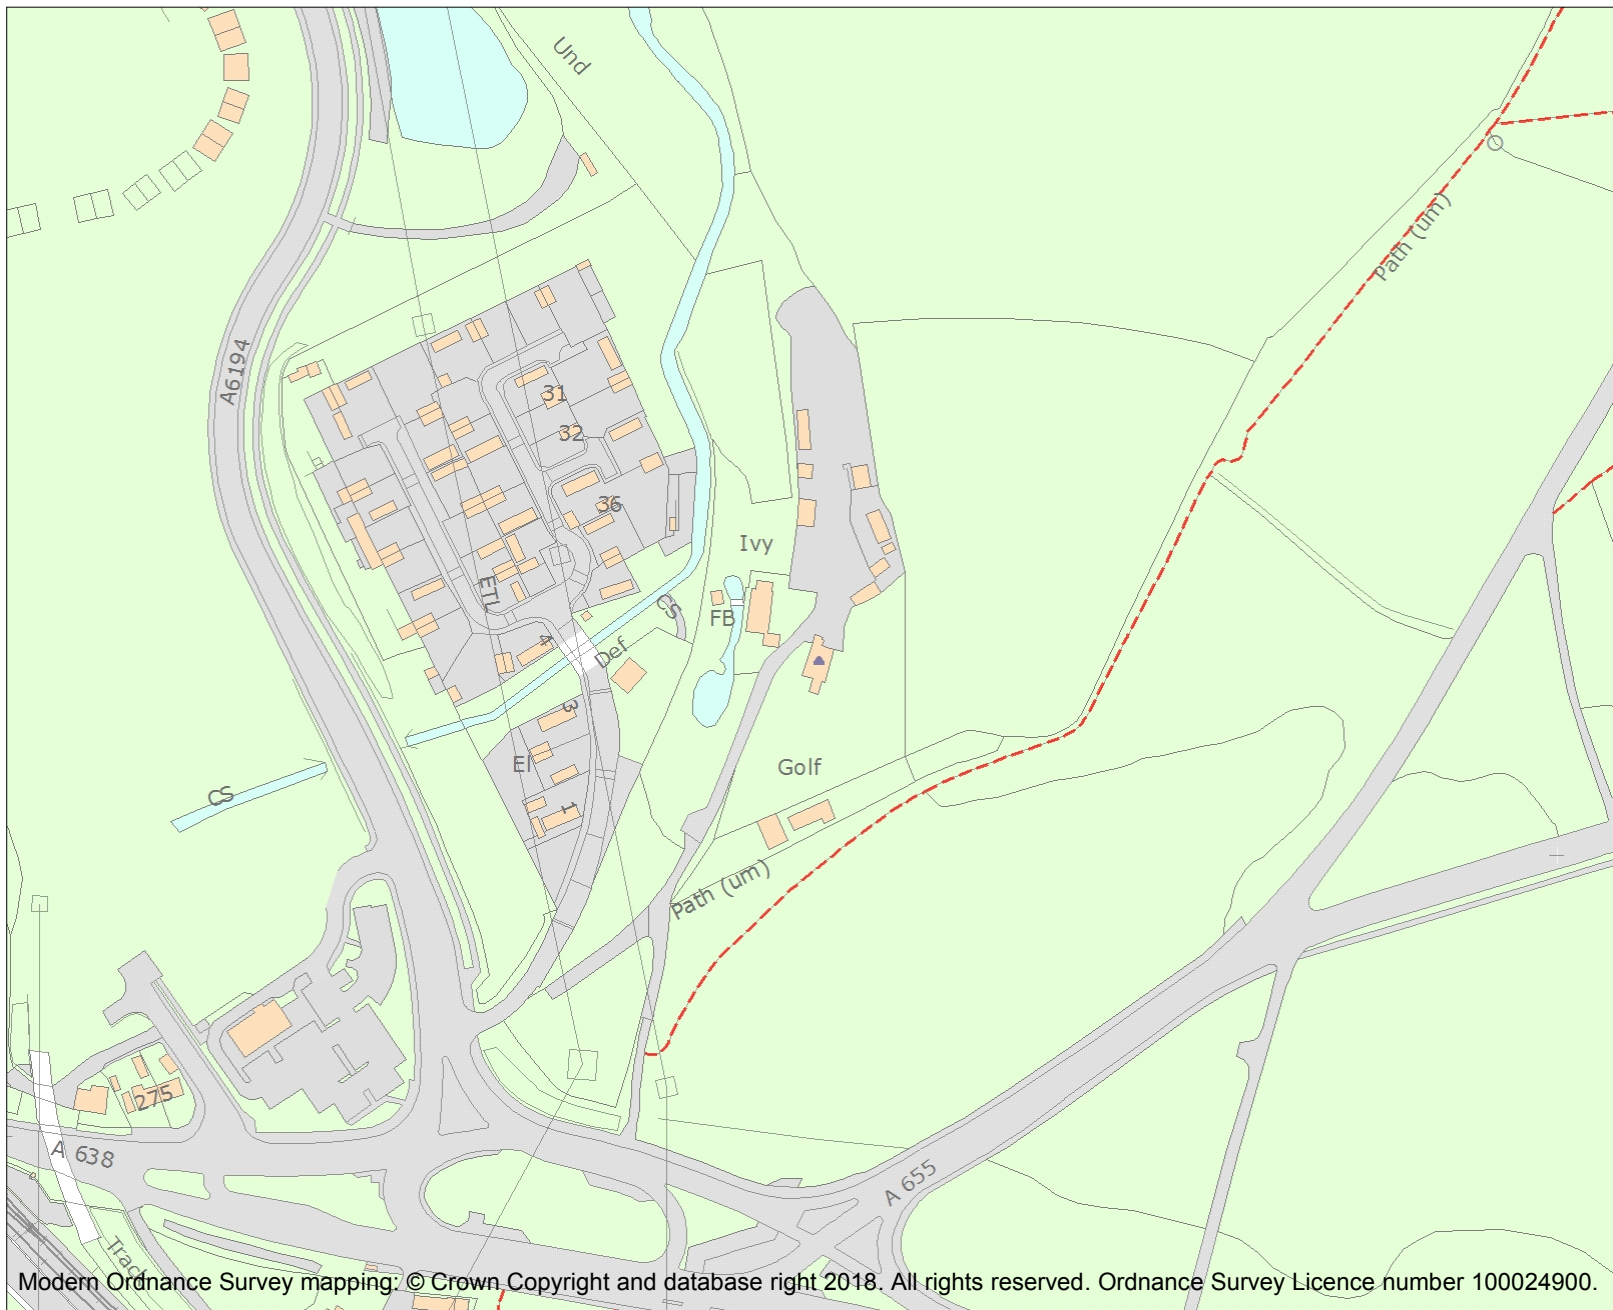 Und
Path (um)
A6194
31
32
36
Ivy
ETL
CS
FB
4
Def
3
El
Golf
CS
1
Path (um)
275
A 638
A 655
Track
Modern Ordnance Survey mapping: © Crown Copyright and database right 2018. All rights reserved. Ordnance Survey Licence number 100024900.